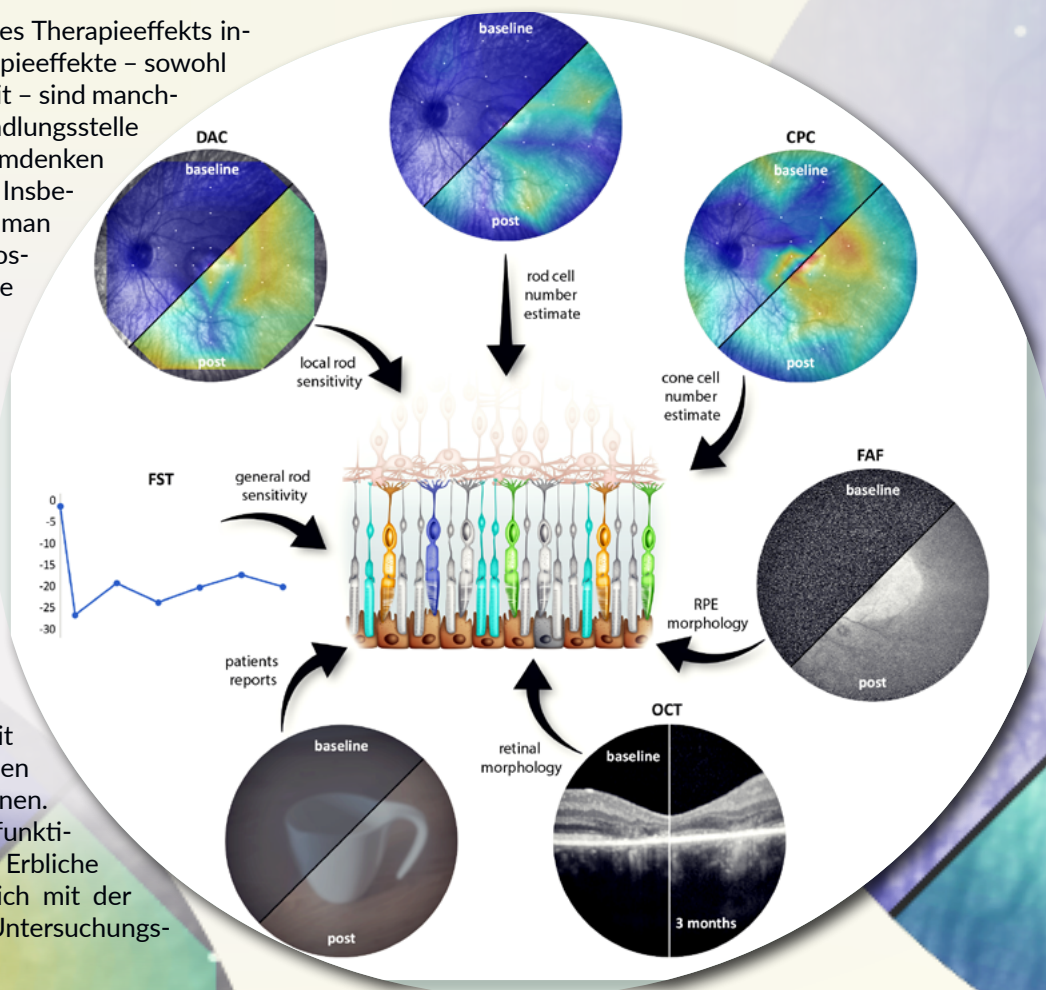 es Therapieeffekts in-
pieeffekte – sowohl
it – sind manch-
ndlungsstelle
mdenken
Insbe-
man
os-
e
baseline
post
DAC
baseline
post
CPC
baseline
post
rod cell
number
estimate
local rod
sensitivity
cone cell
number
estimate
FST
0
-5
-10
-15
-20
-25
-30
general rod
sensitivity
FAF
baseline
post
RPE
morphology
patients
reports
baseline
post
retinal
morphology
OCT
baseline
3 months
it
en
nen.
funkti-
Erbliche
ich mit der
Untersuchungs-